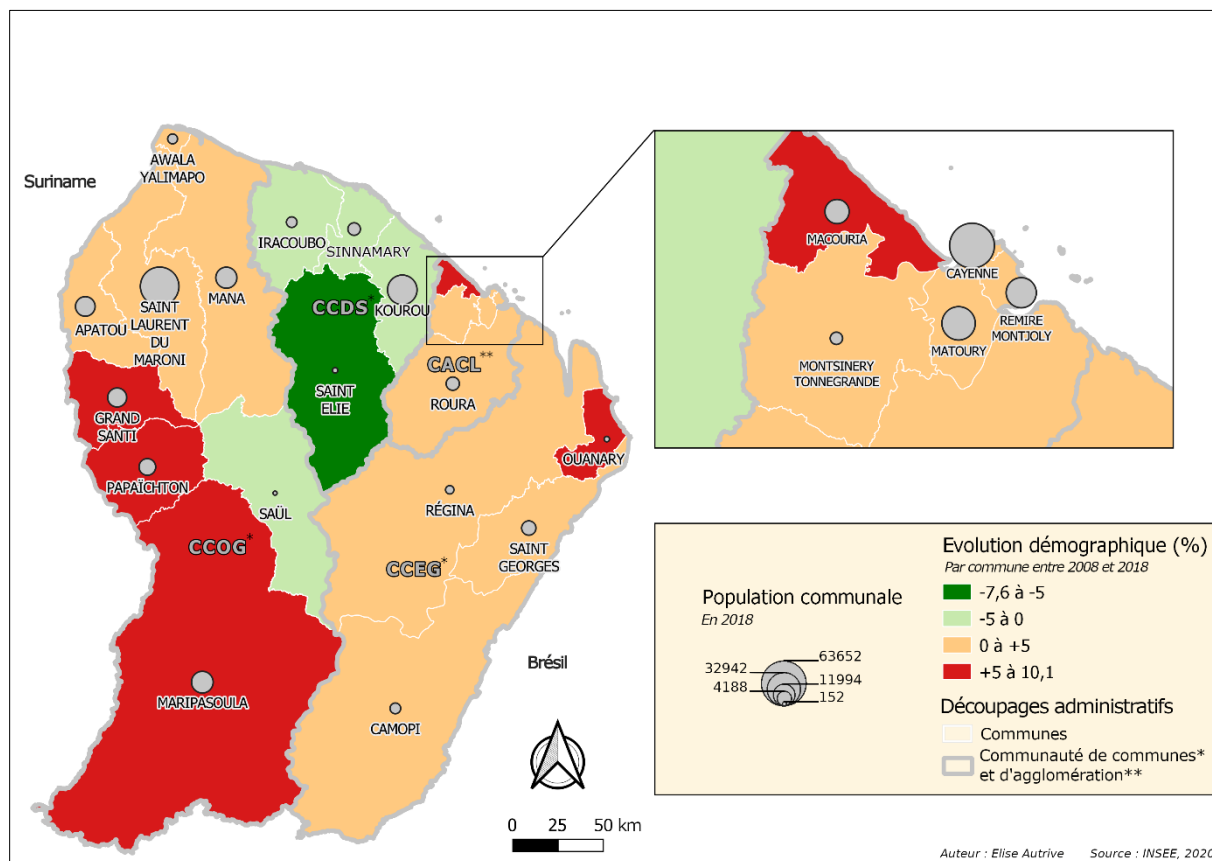 Suriname
AWALA
YALIMAPO
IRACOUBO
SINNAMARY
MANA
SAINT
LAURENT
DU
MARONI
APATOU
CCDS*
KOUROU
SAINT
ELIE
CACL**
ROURA
GRAND
SANTI
PAPAÏCHTON
OUANARY
SAÜL
RÉGINA
CCOG*
CCEG*
SAINT
GEORGES
Brésil
MARIPASOULA
CAMOPI
0 25 50 km
MACOURIA
CAYENNE
REMIRE
MONTJOLY
MATOURY
MONTSINERY
TONNEGRANDE
Population communale
En 2018
63652
32942
11994
4188
152
Evolution démographique (%)
Par commune entre 2008 et 2018
-7,6 à -5
-5 à 0
0 à +5
+5 à 10,1
Découpages administratifs
Communes
Communauté de communes*
et d'agglomération**
Auteur : Elise Autrive Source : INSEE, 2020